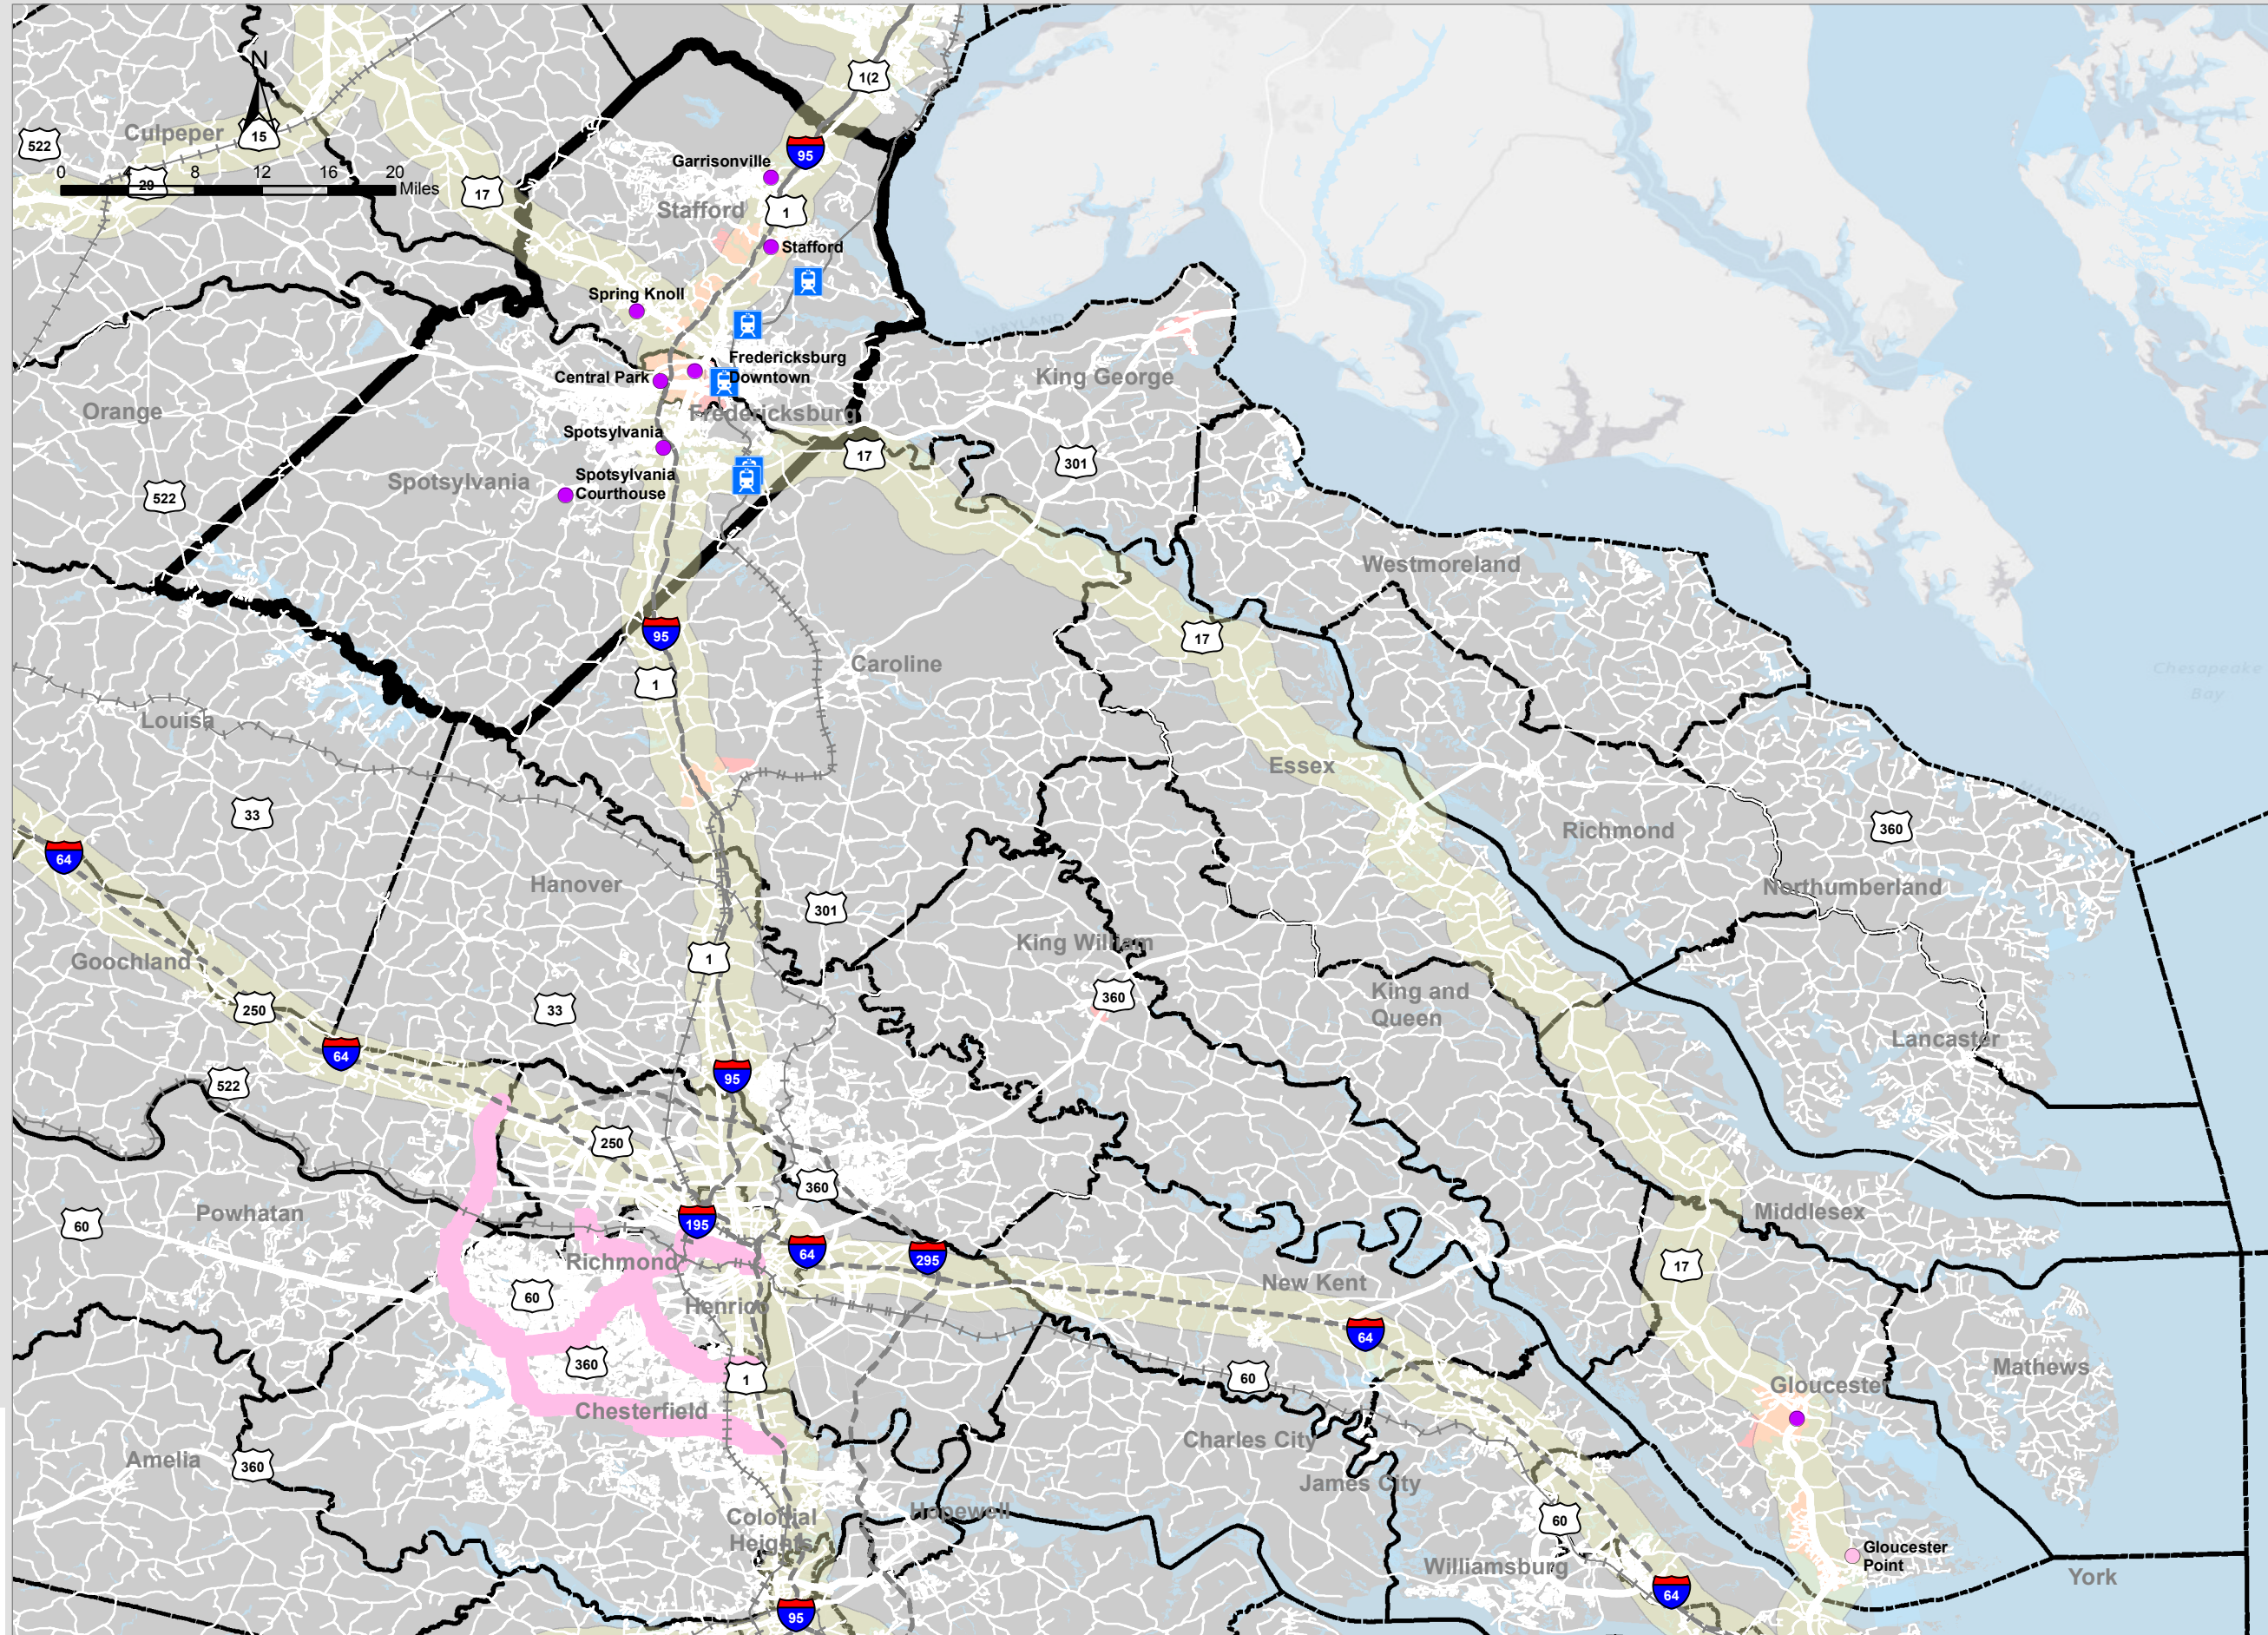 1(2
N
Culpeper
15
522
95
Garrisonville
0
4
8
12
16
20
Miles
29
17
Stafford
1
Stafford
Spring Knoll
MARYLAND
Fredericksburg
Downtown
Central Park
King George
Orange
Fredericksburg
Spotsylvania
17
301
Spotsylvania
Spotsylvania
Courthouse
522
Westmoreland
95
17
Caroline
1
Chesapeake
Bay
Louisa
Essex
MARYLAND
33
Richmond
360
64
Hanover
Northumberland
301
King William
1
Goochland
King and
Queen
360
250
33
Lancaster
64
95
522
250
360
Powhatan
60
Middlesex
195
64
295
Richmond
17
New Kent
60
Henrico
64
360
1
60
Mathews
Gloucester
Chesterfield
Charles City
Amelia
360
James City
Colonial
Heights
Hopewell
60
Gloucester
Point
Williamsburg
York
64
95